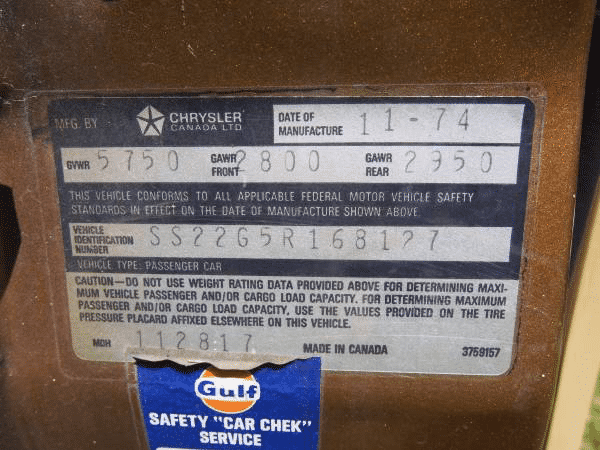 MFG. BY CHRYSLER CANADA LTD. DATE OF MANUFACTURE 11-74
GVWR 5750 GAWR FRONT 2800 GAWR REAR 2950
THIS VEHICLE CONFORMS TO ALL APPLICABLE FEDERAL MOTOR VEHICLE SAFETY
STANDARDS IN EFFECT ON THE DATE OF MANUFACTURE SHOWN ABOVE.
VEHICLE IDENTIFICATION NUMBER SS22G5R168127
VEHICLE TYPE: PASSENGER CAR
CAUTION—DO NOT USE WEIGHT RATING DATA PROVIDED ABOVE FOR DETERMINING MAXI-
MUM VEHICLE PASSENGER AND/OR CARGO LOAD CAPACITY. FOR DETERMINING MAXIMUM
PASSENGER AND/OR CARGO LOAD CAPACITY, USE THE VALUES PROVIDED ON THE TIRE
PRESSURE PLACARD AFFIXED ELSEWHERE ON THIS VEHICLE.
MDH 112817 MADE IN CANADA 3759157
Gulf
SAFETY "CAR CHEK"
SERVICE